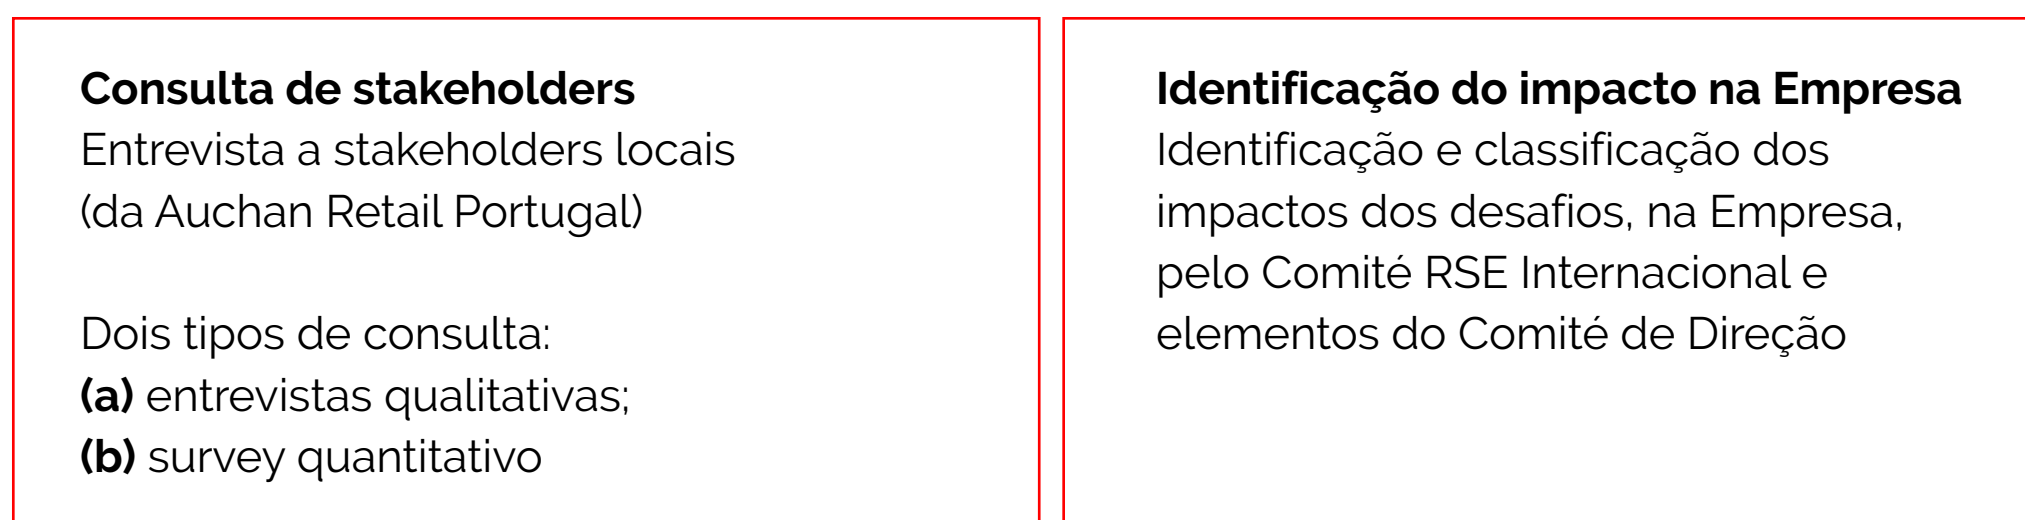 Consulta de stakeholders
Entrevista a stakeholders locais
(da Auchan Retail Portugal)
Dois tipos de consulta:
(a) entrevistas qualitativas;
(b) survey quantitativo
Identificação do impacto na Empresa
Identificação e classificação dos
impactos dos desafios, na Empresa,
pelo Comité RSE Internacional e
elementos do Comité de Direção